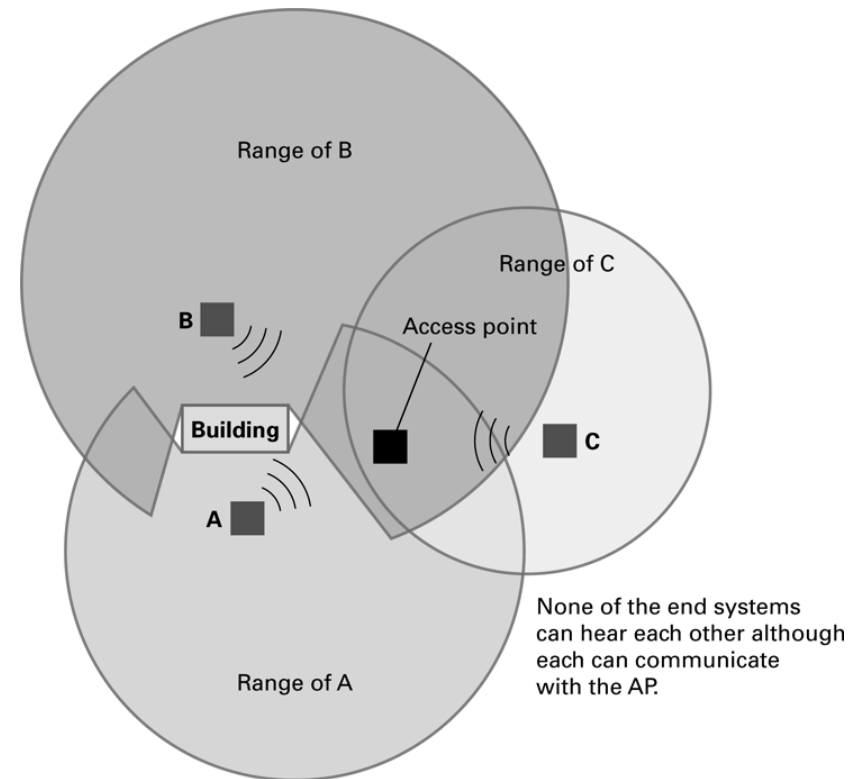 Range of B
Range of C
Access point
B
Building
C
A
None of the end systems
can hear each other although
each can communicate
with the AP.
Range of A